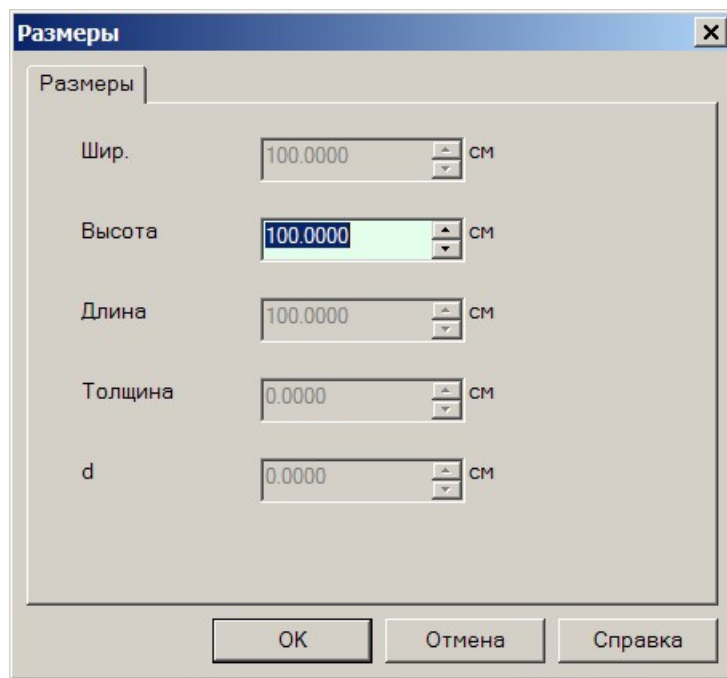 Размеры
Размеры
Шир. 100.0000 см
Высота 100.0000 см
Длина 100.0000 см
Толщина 0.0000 см
d 0.0000 см
OK Отмена Справка